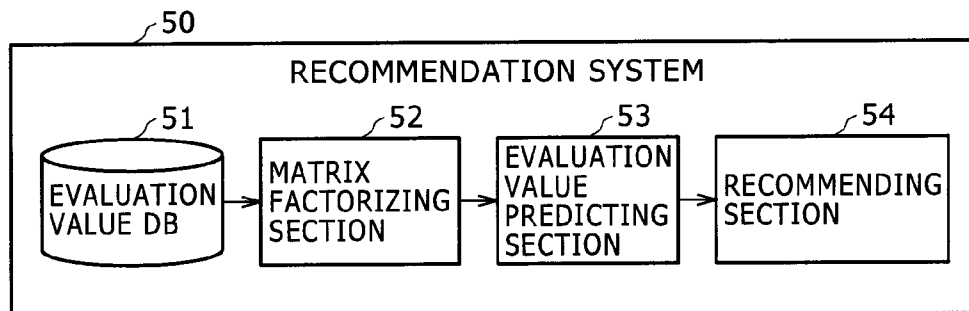 50
RECOMMENDATION SYSTEM
51
EVALUATION
VALUE DB
52
MATRIX
FACTORIZING
SECTION
53
EVALUATION
VALUE
PREDICTING
SECTION
54
RECOMMENDING
SECTION